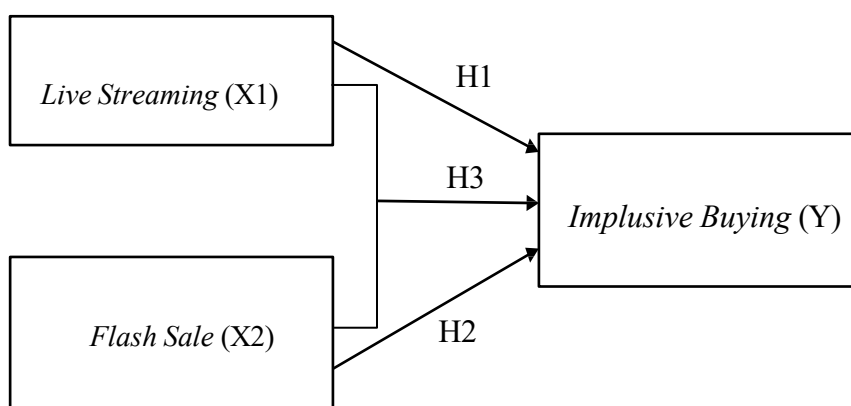 Live Streaming (X1)
H1
H3
Implusive Buying (Y)
Flash Sale (X2)
H2